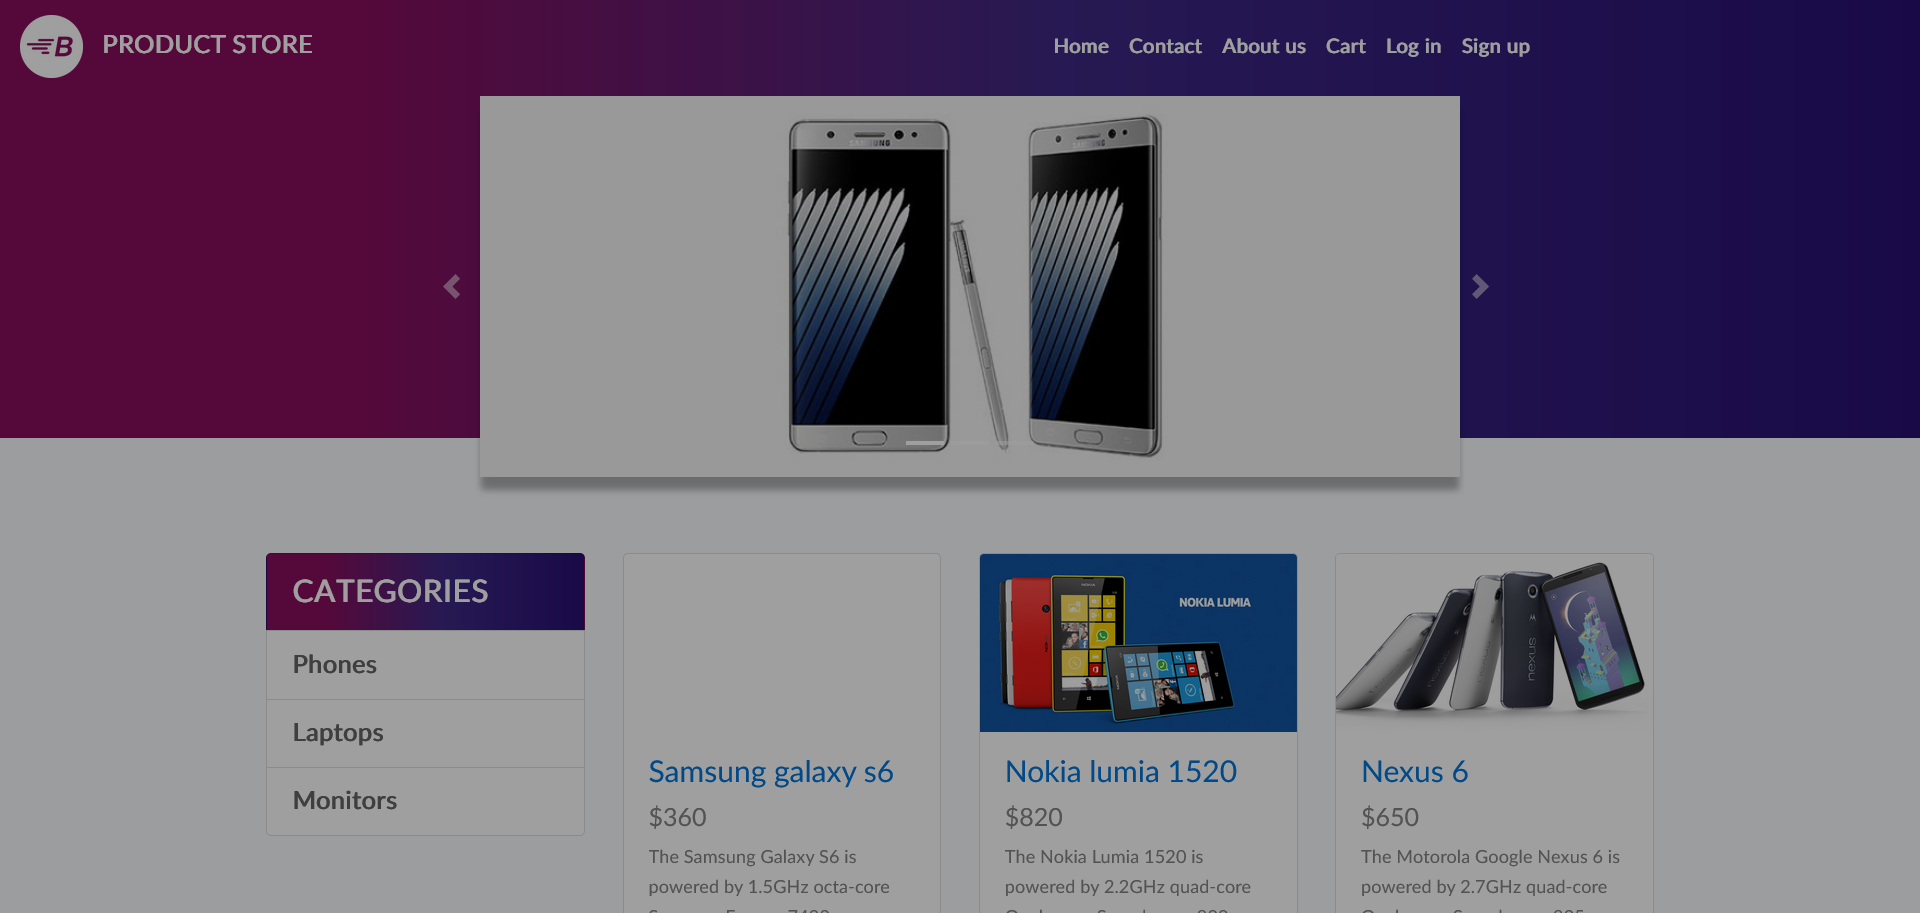 B
PRODUCT STORE
Home Contact About us Cart Log in Sign up
SAMSUNG
SAMSUNG
CATEGORIES
Phones
Laptops
Monitors
NOKIA LUMIA
nexus
Samsung galaxy s6
$360
The Samsung Galaxy S6 is
powered by 1.5GHz octa-core
Nokia lumia 1520
$820
The Nokia Lumia 1520 is
powered by 2.2GHz quad-core
Nexus 6
$650
The Motorola Google Nexus 6 is
powered by 2.7GHz quad-core